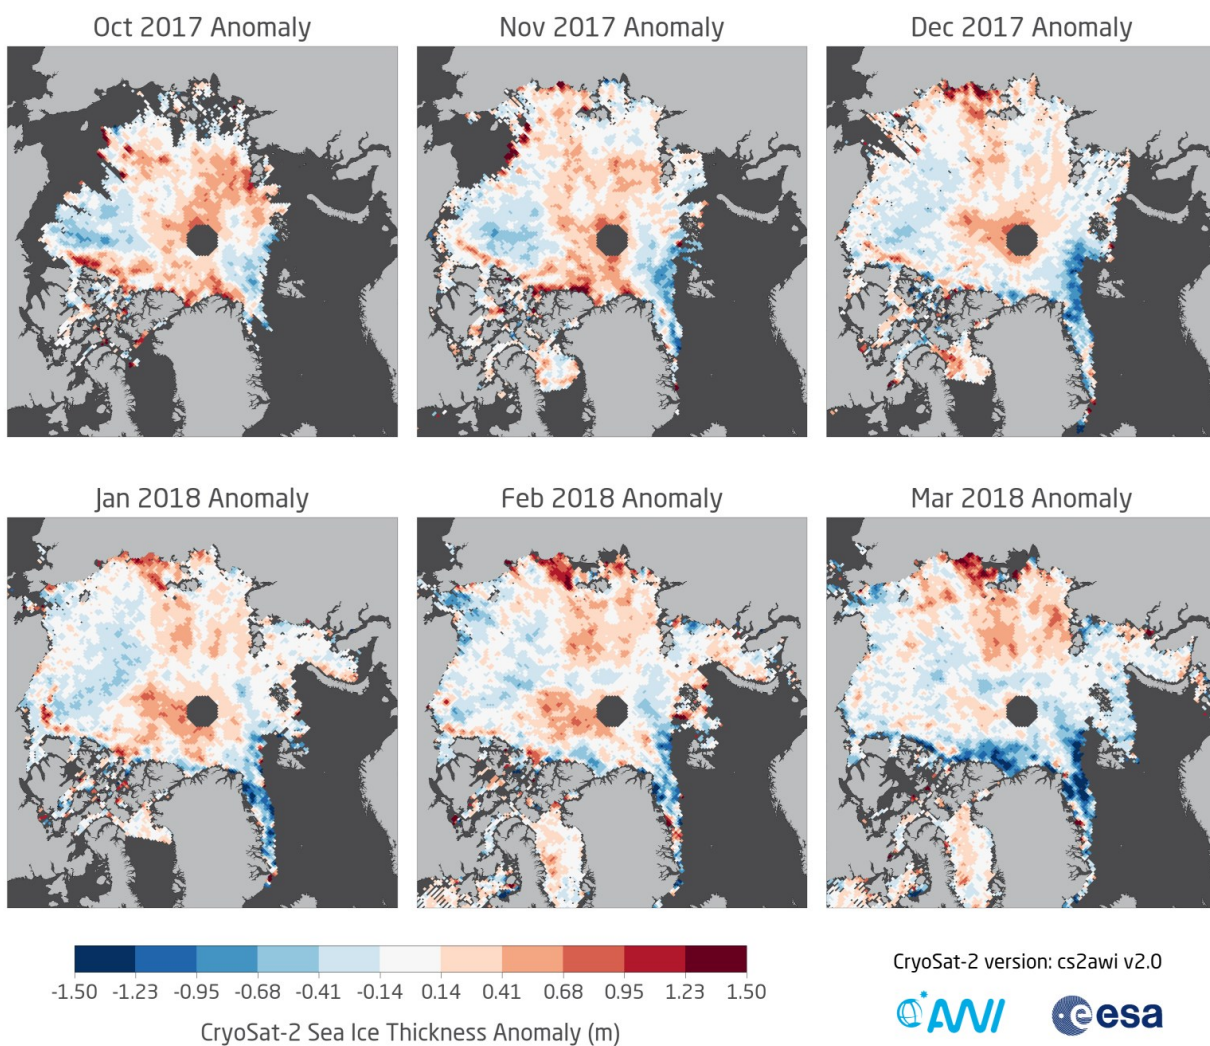 Oct 2017 Anomaly
Nov 2017 Anomaly
Dec 2017 Anomaly
Jan 2018 Anomaly
Feb 2018 Anomaly
Mar 2018 Anomaly
-1.50 -1.23 -0.95 -0.68 -0.41 -0.14 0.14 0.41 0.68 0.95 1.23 1.50
CryoSat-2 Sea Ice Thickness Anomaly (m)
CryoSat-2 version: cs2awi v2.0
AWI
esa